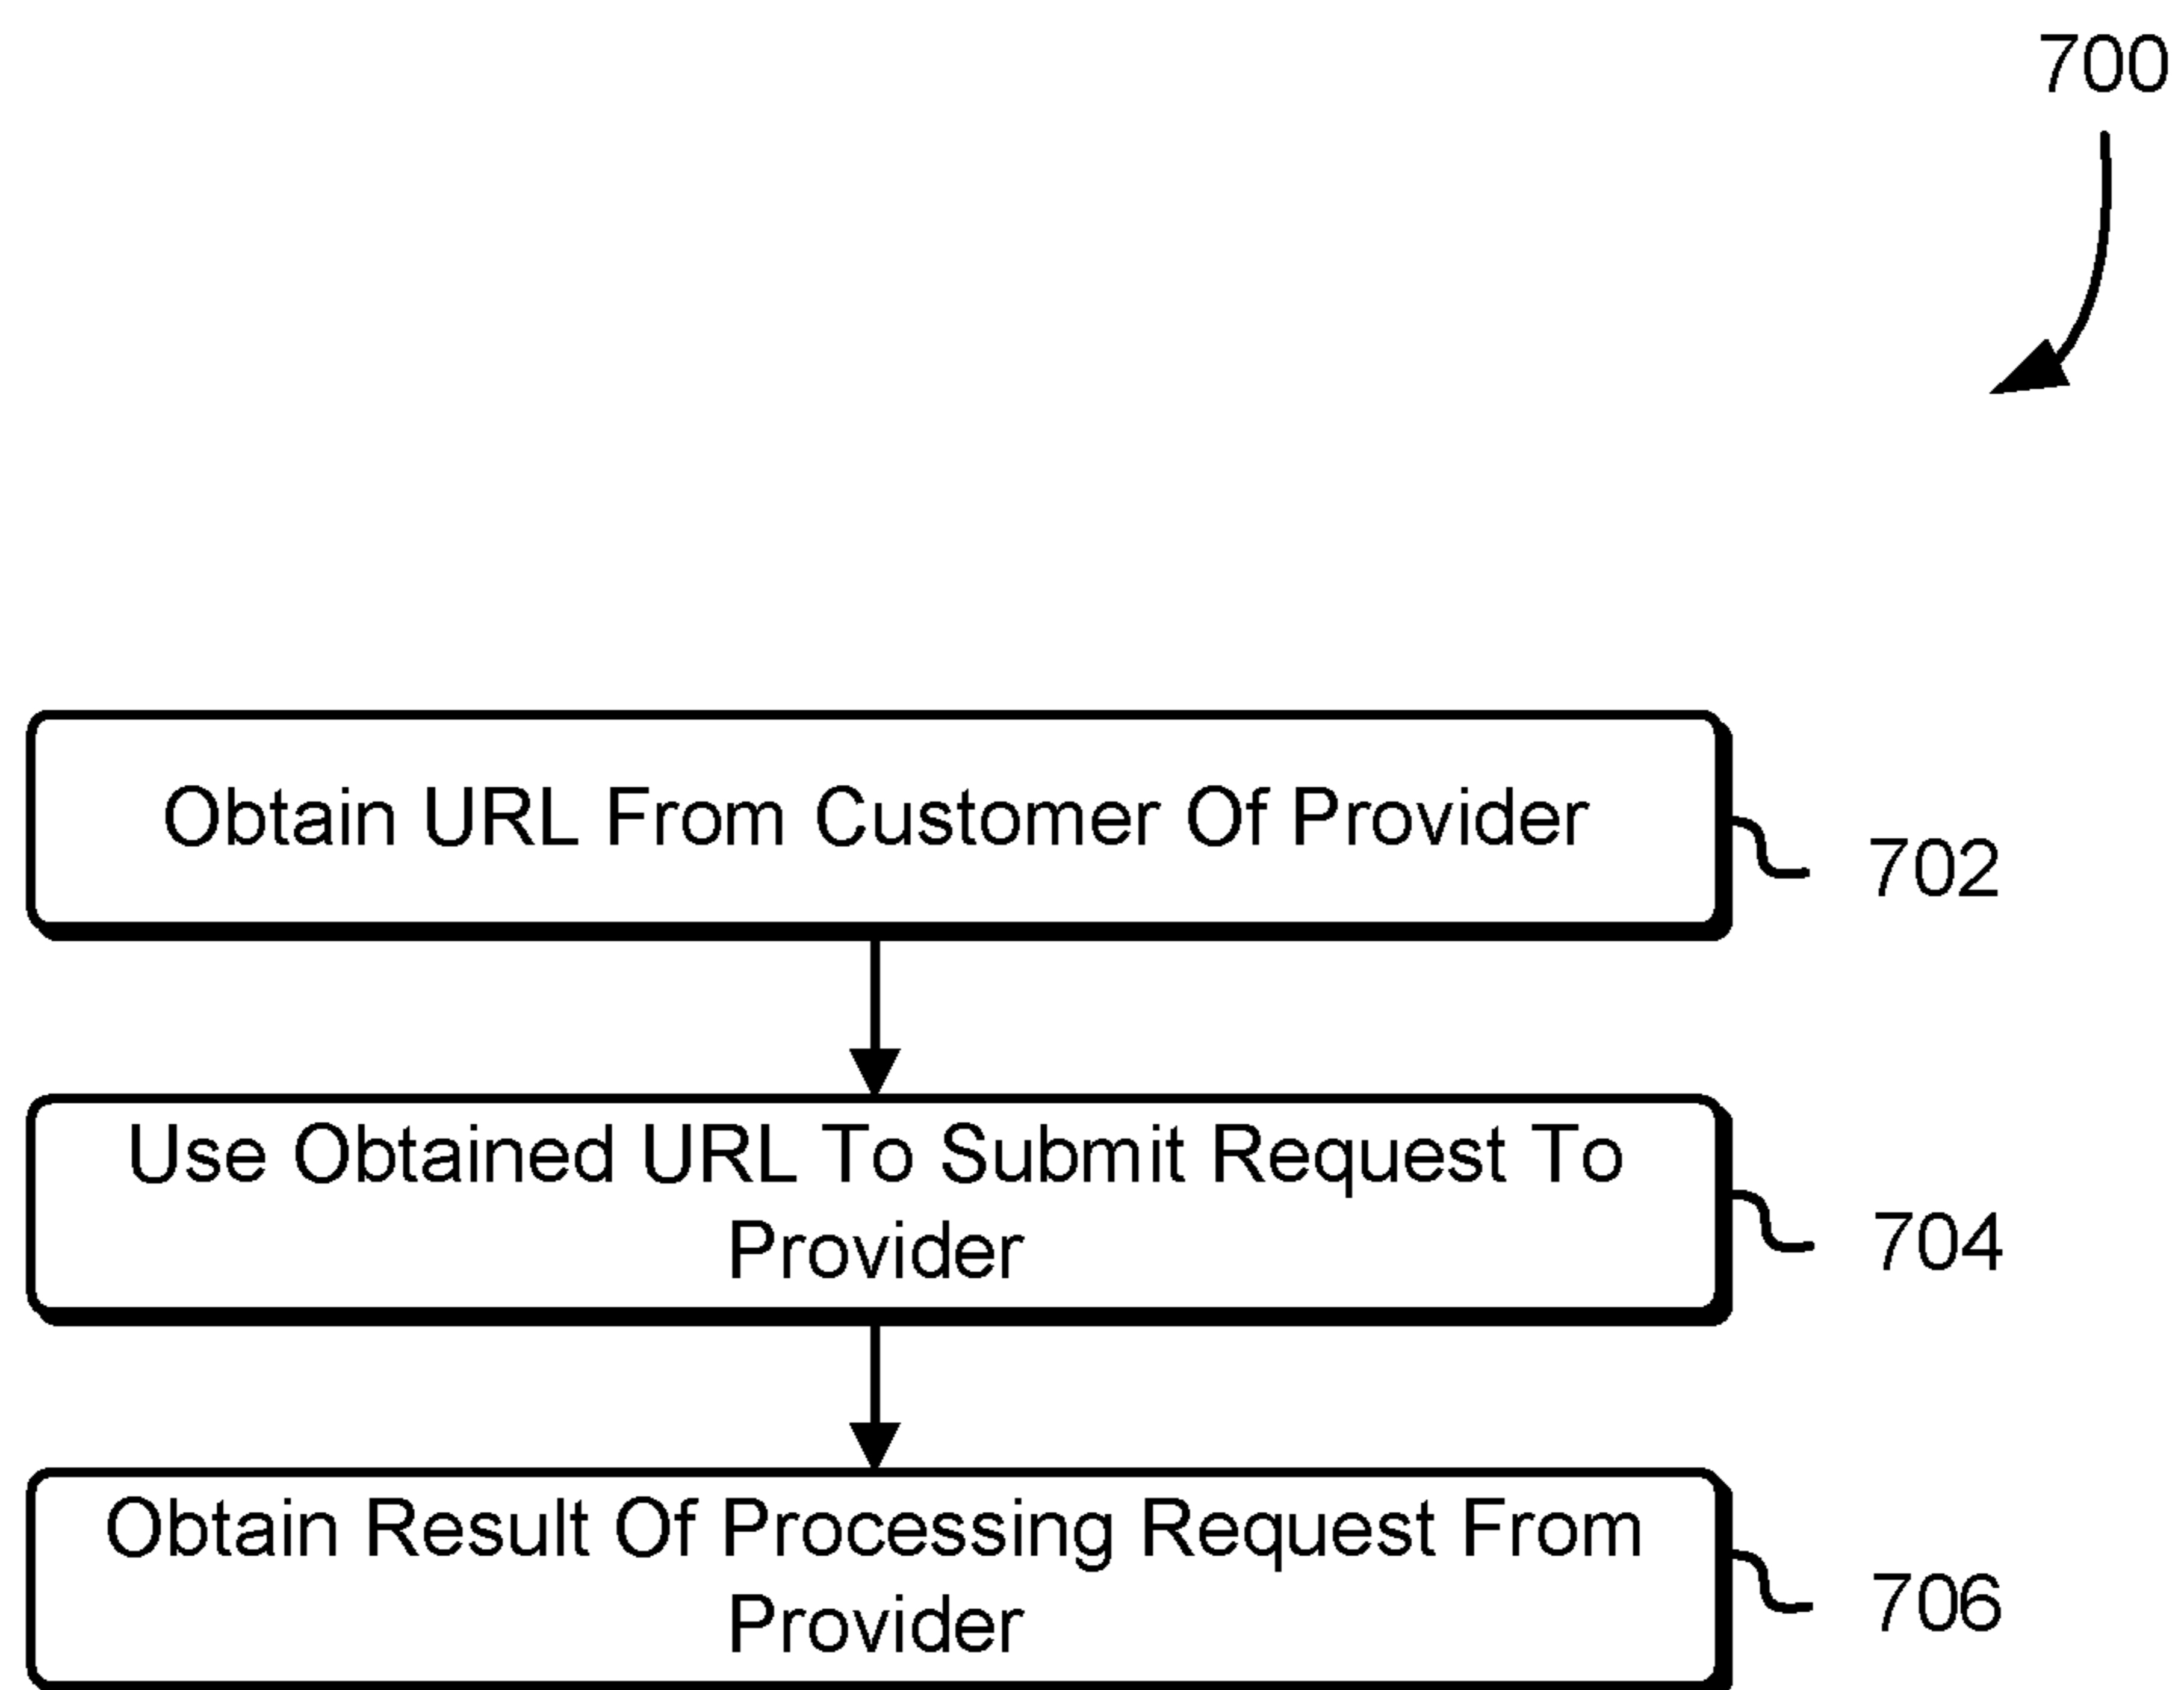 700
Obtain URL From Customer Of Provider
702
Use Obtained URL To Submit Request To
Provider
704
Obtain Result Of Processing Request From
Provider
706